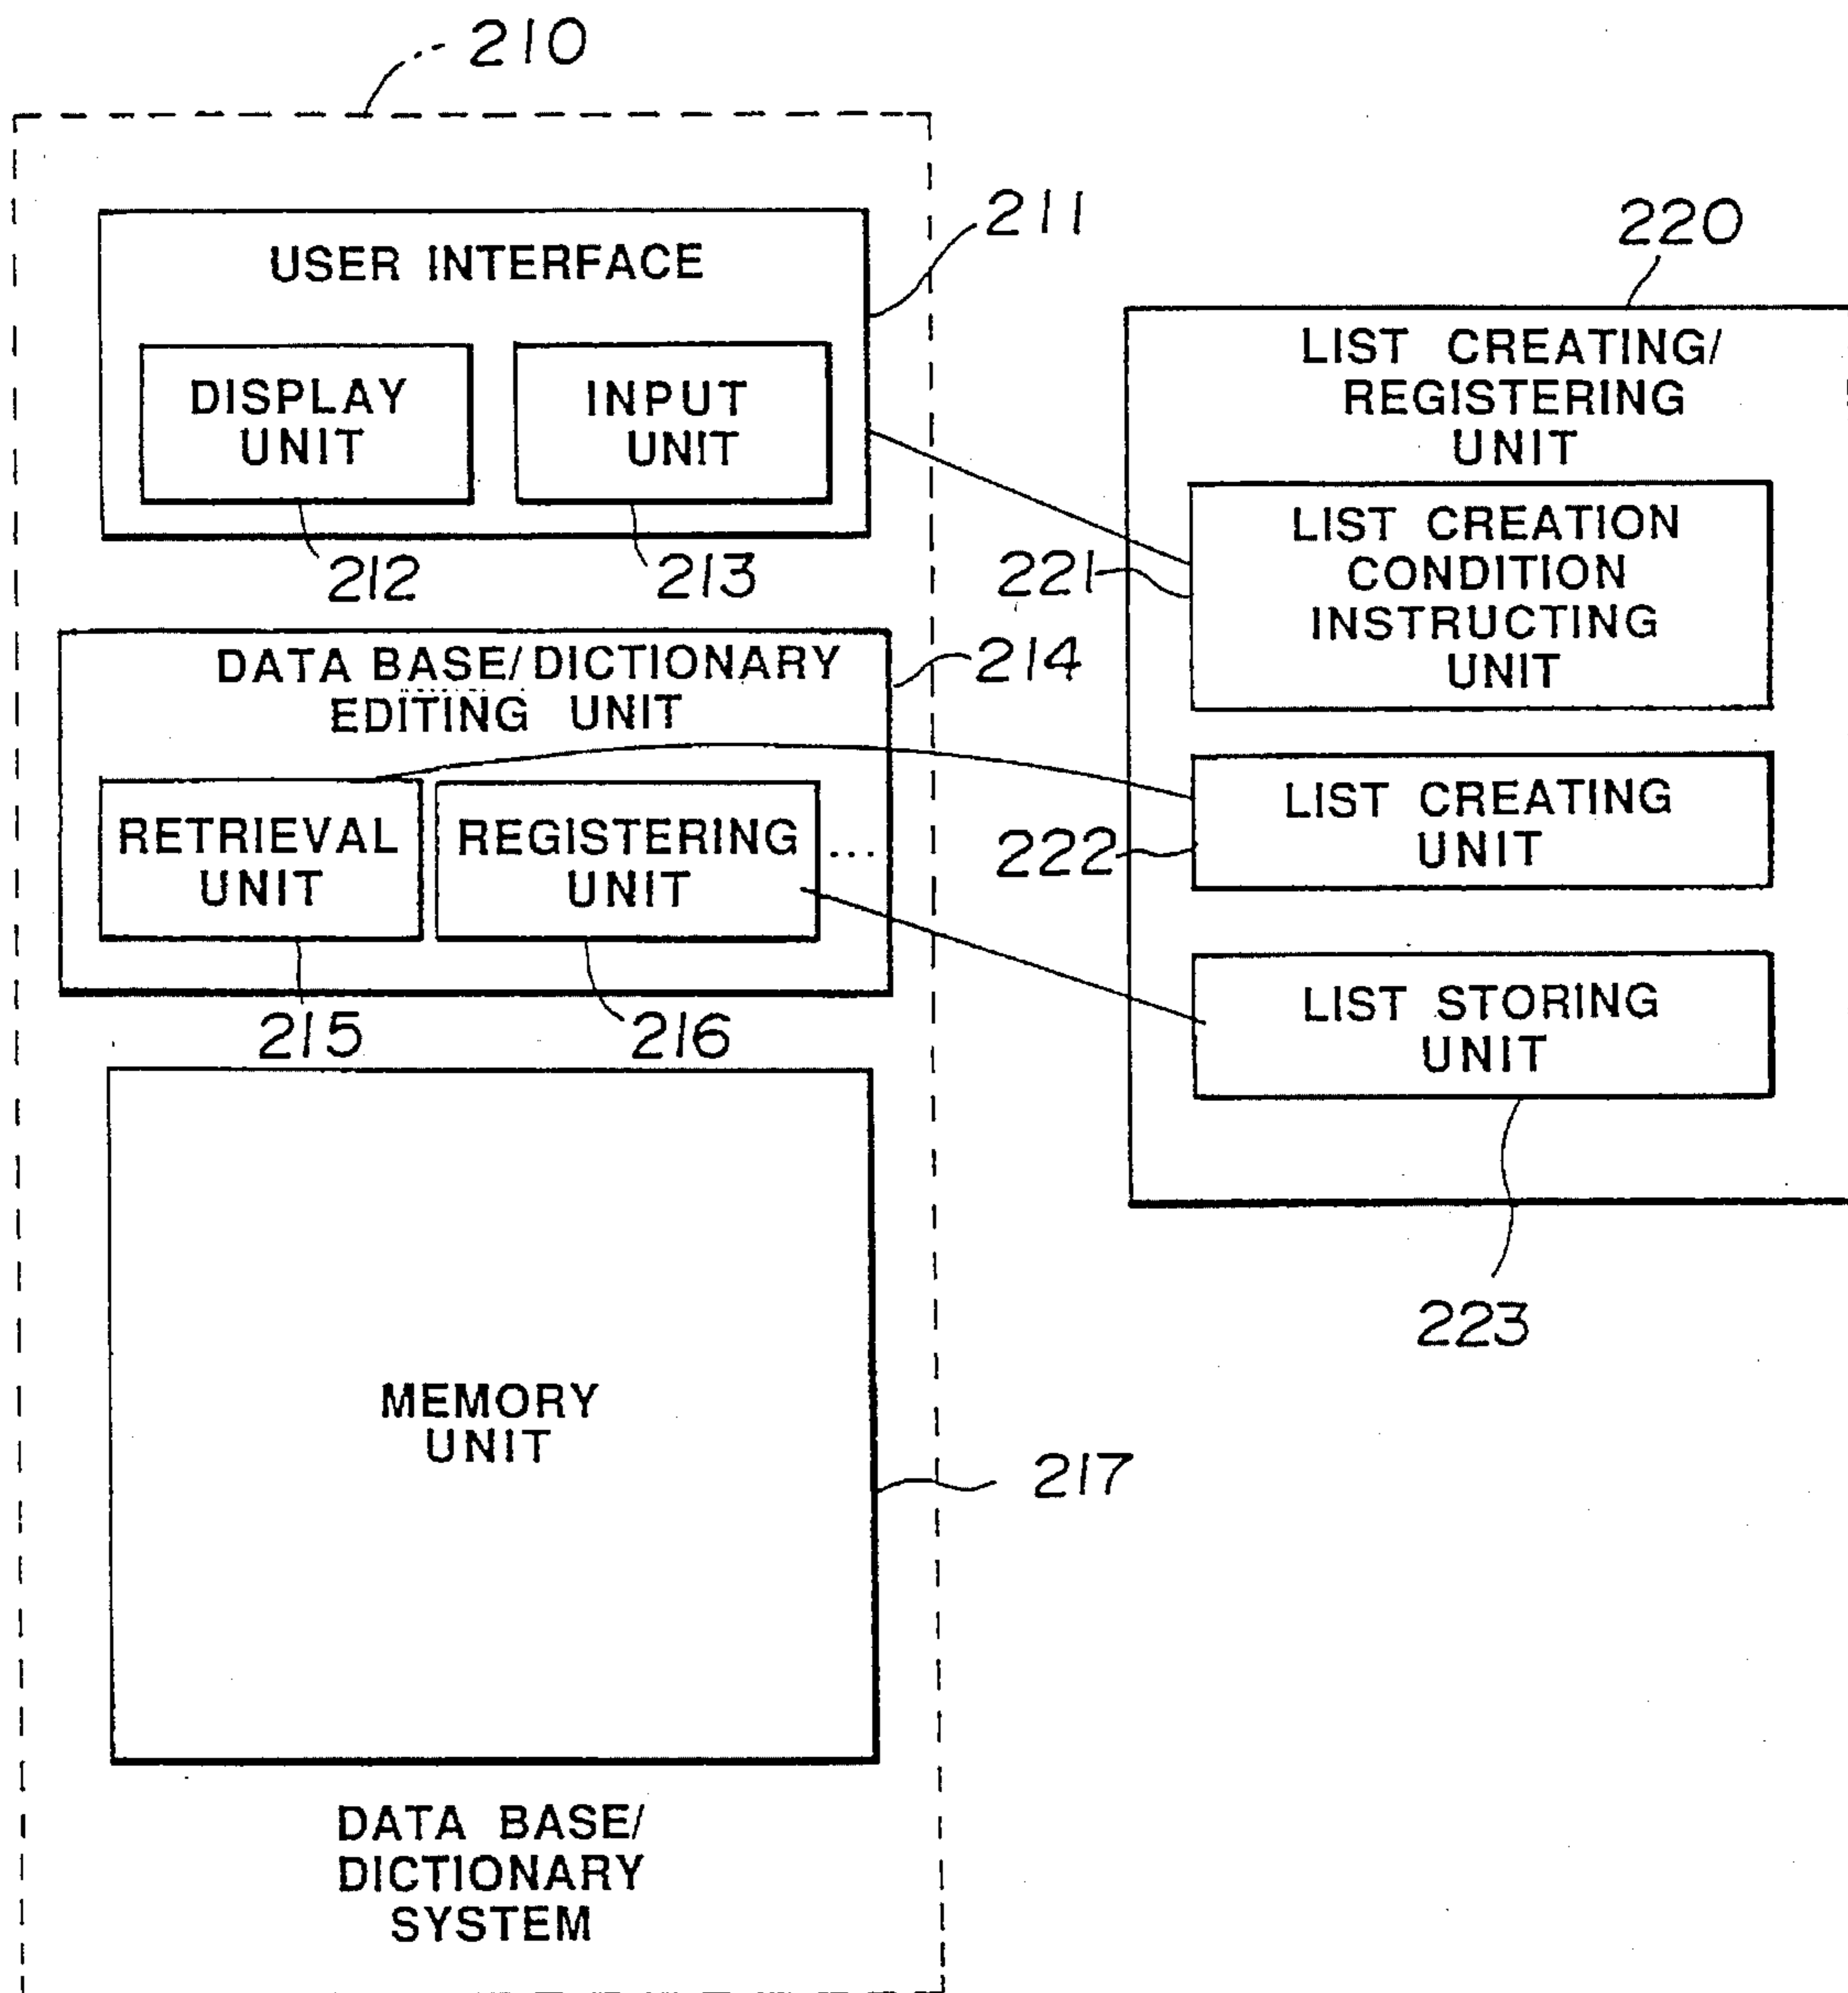 210
211
USER INTERFACE
DISPLAY
UNIT
INPUT
UNIT
212
213
DATA BASE/DICTIONARY
EDITING UNIT
214
RETRIEVAL
UNIT
REGISTERING
UNIT
...
215
216
MEMORY
UNIT
217
DATA BASE/
DICTIONARY
SYSTEM
220
LIST CREATING/
REGISTERING
UNIT
LIST CREATION
CONDITION
INSTRUCTING
UNIT
221
LIST CREATING
UNIT
222
LIST STORING
UNIT
223